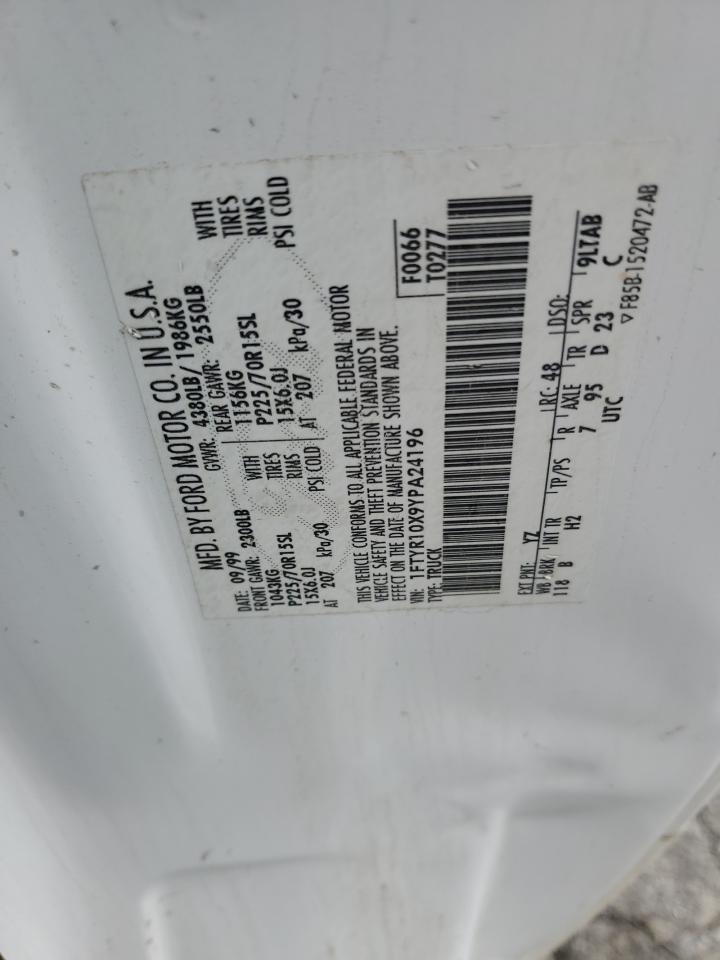 MFD. BY FORD MOTOR CO. IN U.S.A.
DATE: 09/99 GVWR: 4380LB/ 1986KG
FRONT GAWR: 2300LB REAR GAWR: 2550LB
1043KG WITH 1156KG WITH
P225/70R15SL TIRES P225/70R15SL TIRES
15X6.0J RIMS 15X6.0J RIMS
AT 207 kPa/30 PSI COLD AT 207 kPa/30 PSI COLD
THIS VEHICLE CONFORMS TO ALL APPLICABLE FEDERAL MOTOR
VEHICLE SAFETY AND THEFT PREVENTION STANDARDS IN
EFFECT ON THE DATE OF MANUFACTURE SHOWN ABOVE.
VIN: 1FTYR10X9YPA24196 F0066
TYPE: TRUCK T0277
EXT PNT: YZ RC: 48 DSO:
WB BRK INT TR TP/PS R AXLE TR SPR 9LTAB
118 B H2 7 95 D 23 C
UTC
▽ F85B-1520472-AB